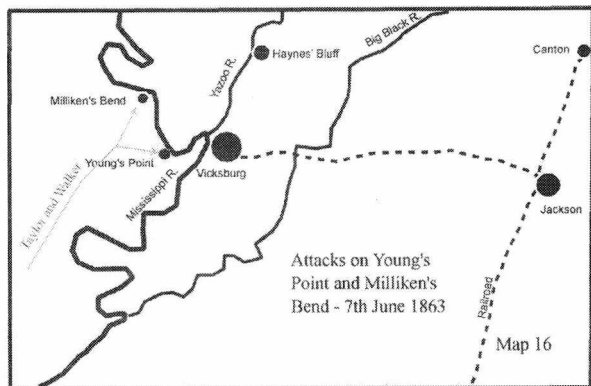 Big Black R.
Canton
Haynes' Bluff
Yazoo R.
Milliken's Bend
Young's Point
Vicksburg
Mississippi R.
Taylor and Walker
Jackson
Attacks on Young's
Point and Milliken's
Bend - 7th June 1863
Railroad
Map 16